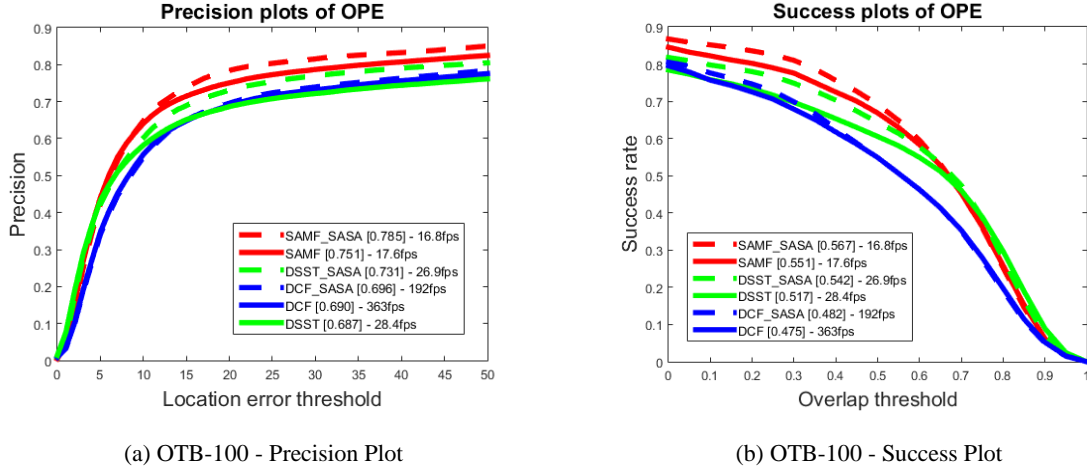 Precision plots of OPE
0.9
0.8
0.7
0.6
0.5
0.4
0.3
0.2
0.1
0
Precision
SAMF_SASA [0.785] - 16.8fps
SAMF [0.751] - 17.6fps
DSST_SASA [0.731] - 26.9fps
DCF_SASA [0.696] - 192fps
DCF [0.690] - 363fps
DSST [0.687] - 28.4fps
0 5 10 15 20 25 30 35 40 45 50
Location error threshold
(a) OTB-100 - Precision Plot
Success plots of OPE
0.9
0.8
0.7
0.6
0.5
0.4
0.3
0.2
0.1
0
Success rate
SAMF_SASA [0.567] - 16.8fps
SAMF [0.551] - 17.6fps
DSST_SASA [0.542] - 26.9fps
DSST [0.517] - 28.4fps
DCF_SASA [0.482] - 192fps
DCF [0.475] - 363fps
0 0.1 0.2 0.3 0.4 0.5 0.6 0.7 0.8 0.9 1
Overlap threshold
(b) OTB-100 - Success Plot